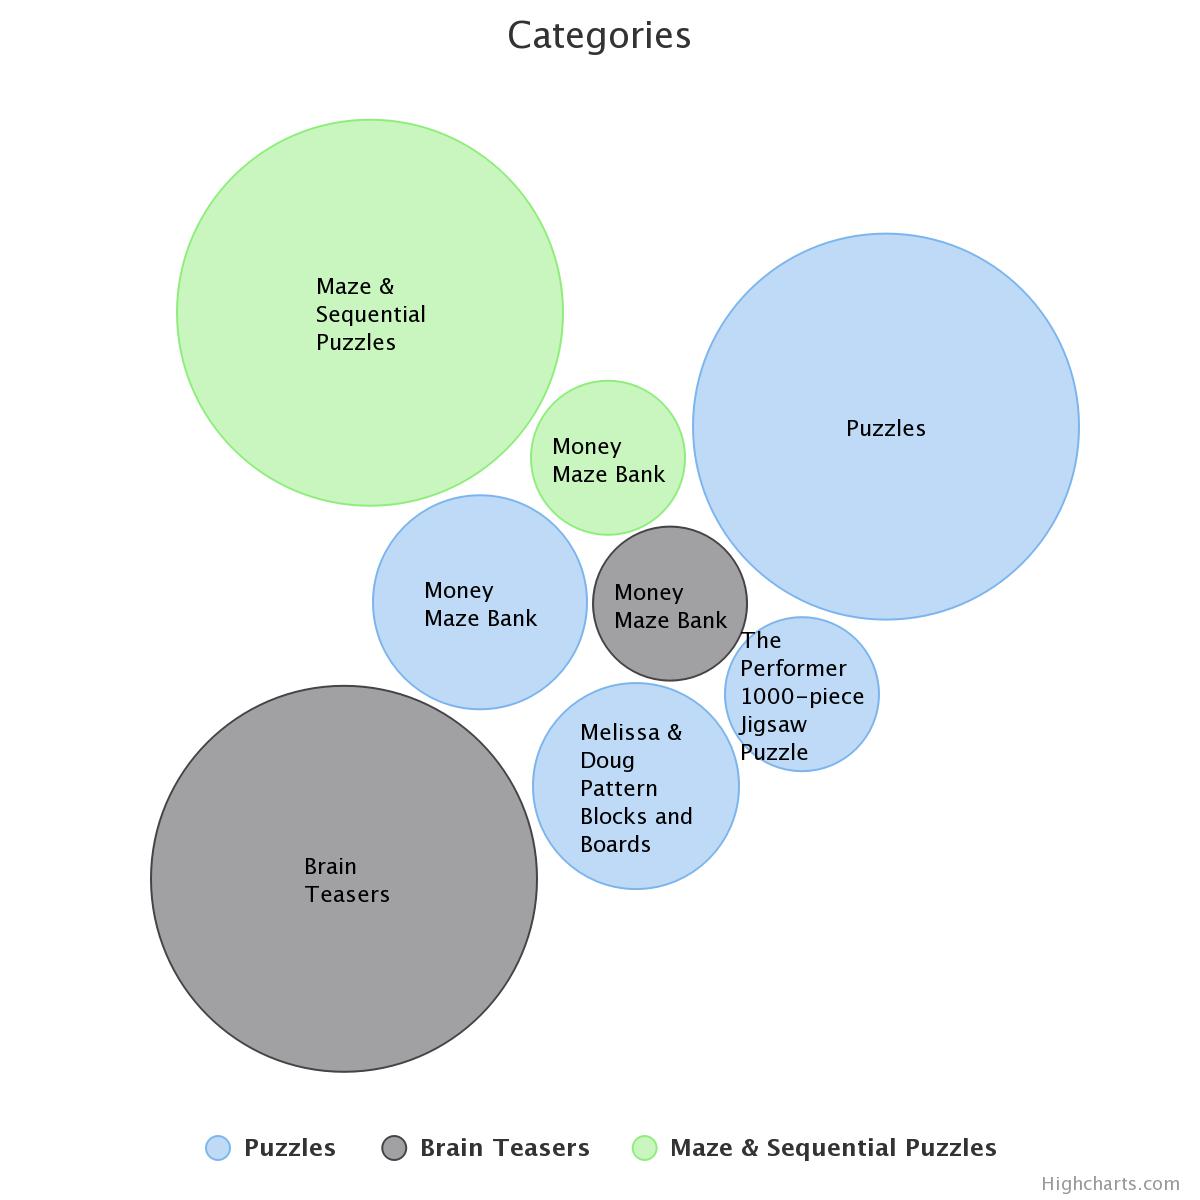 Categories
Maze &
Sequential
Puzzles
Puzzles
Money
Maze Bank
Money
Maze Bank
Money
Maze Bank
The
Performer
1000-piece
Jigsaw
Puzzle
Melissa &
Doug
Pattern
Blocks and
Boards
Brain
Teasers
Puzzles
Brain Teasers
Maze & Sequential Puzzles
Highcharts.com